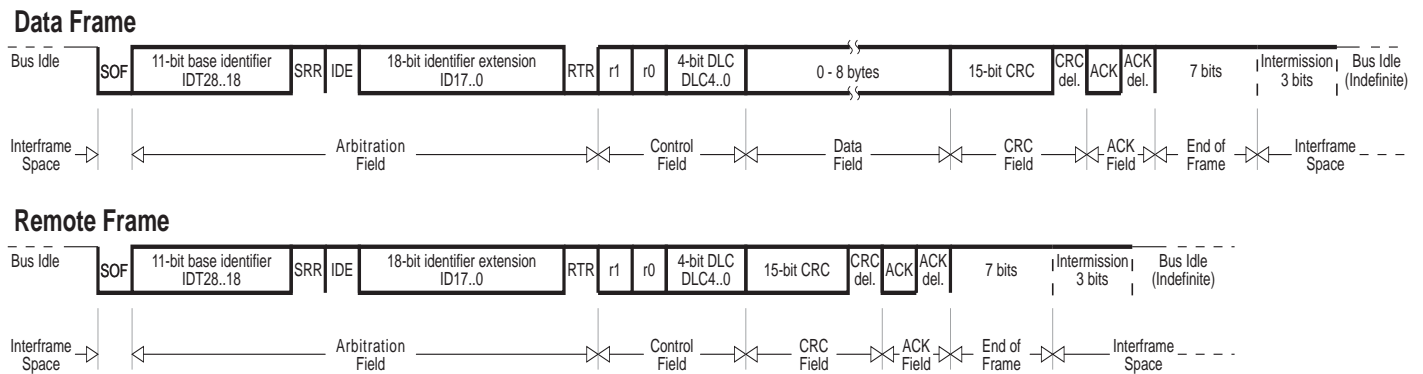 Data Frame
Bus Idle
SOF
11-bit base identifier
IDT28..18
SRR
IDE
18-bit identifier extension
ID17..0
RTR
r1
r0
4-bit DLC
DLC4..0
0 - 8 bytes
15-bit CRC
CRC
del.
ACK
ACK
del.
7 bits
Intermission
3 bits
Bus Idle
(Indefinite)
Interframe
Space
Arbitration
Field
Control
Field
Data
Field
CRC
Field
ACK
Field
End of
Frame
Interframe
Space
Remote Frame
Bus Idle
SOF
11-bit base identifier
IDT28..18
SRR
IDE
18-bit identifier extension
ID17..0
RTR
r1
r0
4-bit DLC
DLC4..0
15-bit CRC
CRC
del.
ACK
ACK
del.
7 bits
Intermission
3 bits
Bus Idle
(Indefinite)
Interframe
Space
Arbitration
Field
Control
Field
CRC
Field
ACK
Field
End of
Frame
Interframe
Space